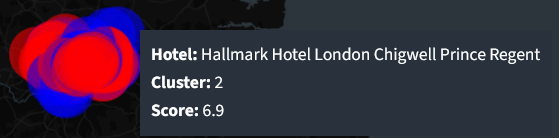 Hotel: Hallmark Hotel London Chigwell Prince Regent
Cluster: 2
Score: 6.9